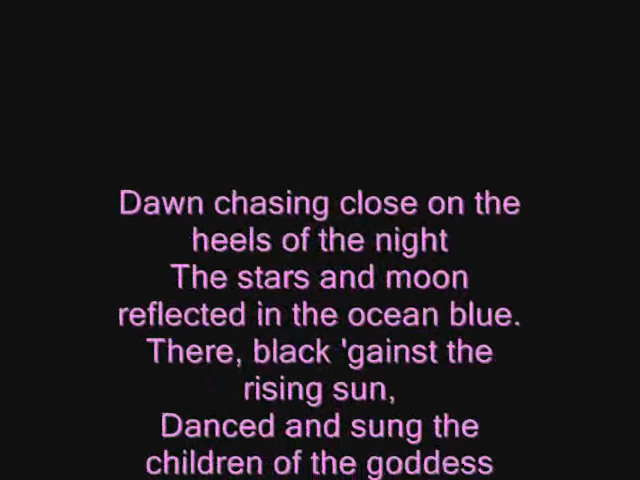 Dawn chasing close on the
heels of the night
The stars and moon
reflected in the ocean blue.
There, black 'gainst the
rising sun,
Danced and sung the
children of the goddess